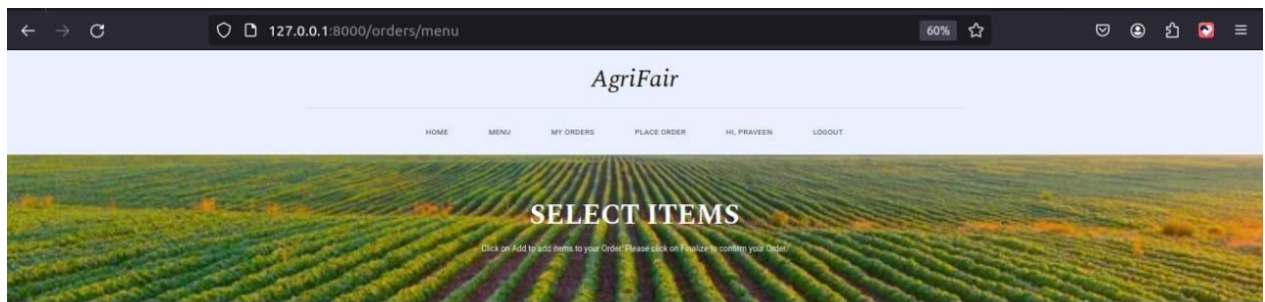 127.0.0.1:8000/orders/menu 60%
AgriFair
HOME MENU MY ORDERS PLACE ORDER HI, PRAVEEN LOGOUT
SELECT ITEMS
Click on Add to add items to your Order. Please click on Finalize to confirm your Order.